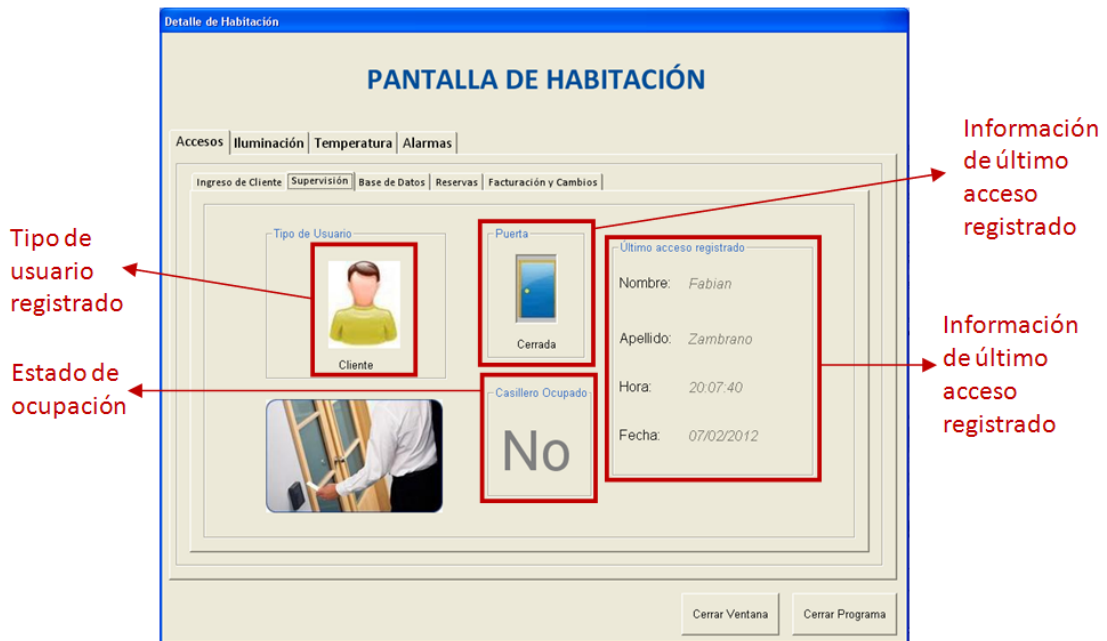 Detalle de Habitación
PANTALLA DE HABITACIÓN
Accesos
Iluminación
Temperatura
Alarmas
Ingreso de Cliente
Supervisión
Base de Datos
Reservas
Facturación y Cambios
Tipo de Usuario
Cliente
Puerta
Cerrada
Casillero Ocupado
No
Último acceso registrado
Nombre: Fabian
Apellido: Zambrano
Hora: 20:07:40
Fecha: 07/02/2012
Cerrar Ventana
Cerrar Programa
Tipo de
usuario
registrado
Estado de
ocupación
Información
de último
acceso
registrado
Información
de último
acceso
registrado